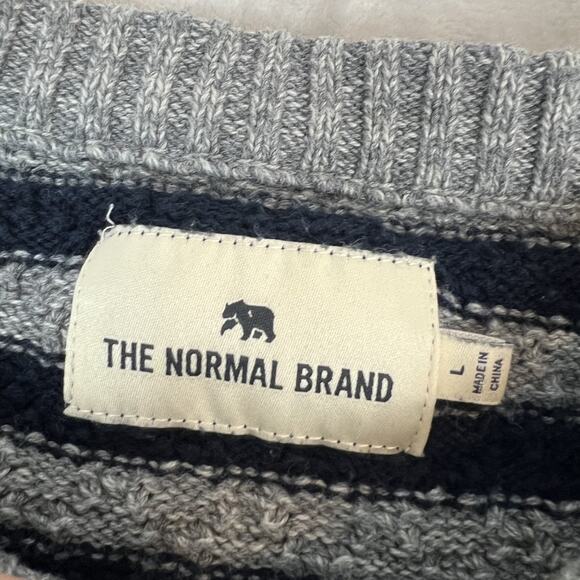 THE NORMAL BRAND
L
MADE IN
CHINA